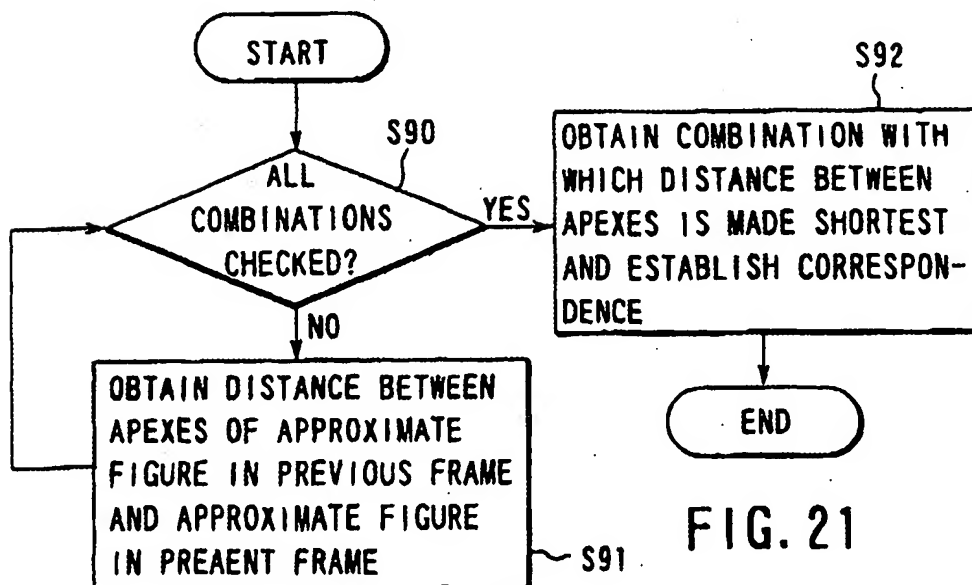 START
S90
ALL
COMBINATIONS
CHECKED?
YES
NO
S92
OBTAIN COMBINATION WITH
WHICH DISTANCE BETWEEN
APEXES IS MADE SHORTEST
AND ESTABLISH CORRESPON-
DENCE
END
OBTAIN DISTANCE BETWEEN
APEXES OF APPROXIMATE
FIGURE IN PREVIOUS FRAME
AND APPROXIMATE FIGURE
IN PREAENT FRAME
S91
FIG. 21